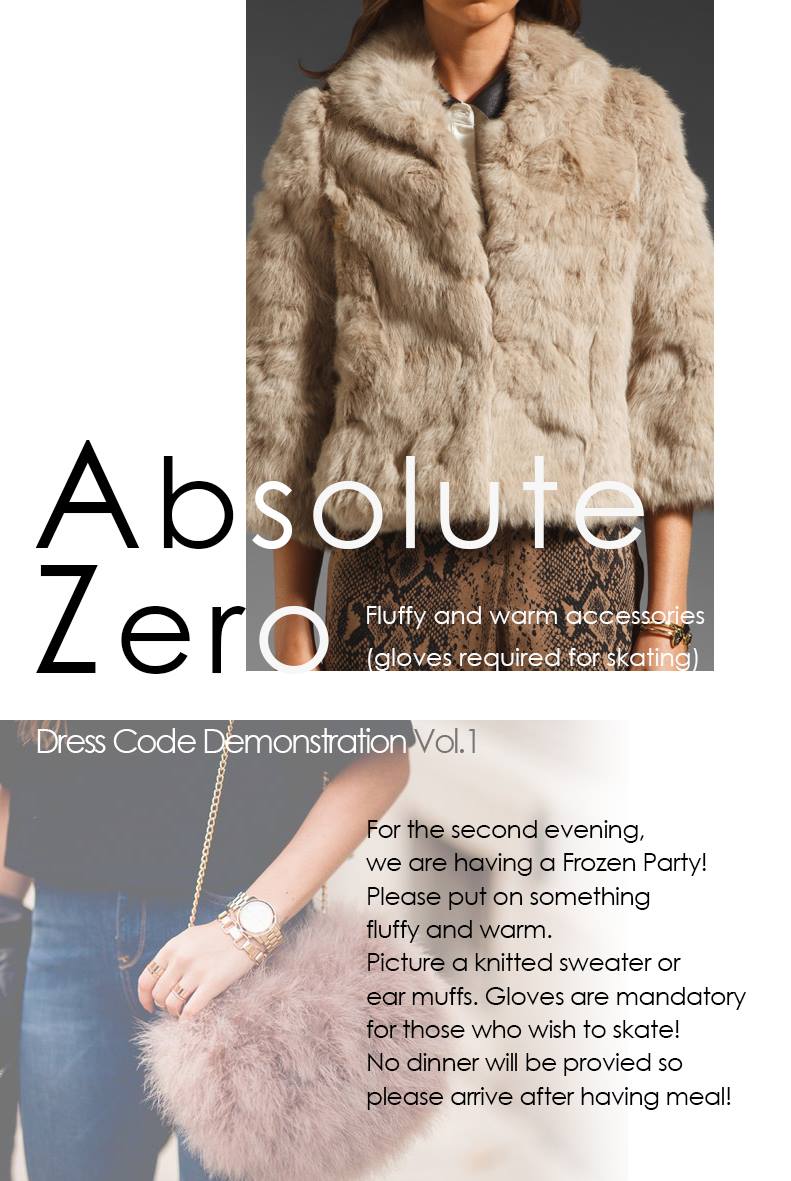 Absolute
Zero
Fluffy and warm accessories
(gloves required for skating)
Dress Code Demonstration Vol.1
For the second evening,
we are having a Frozen Party!
Please put on something
fluffy and warm.
Picture a knitted sweater or
ear muffs. Gloves are mandatory
for those who wish to skate!
No dinner will be provied so
please arrive after having meal!